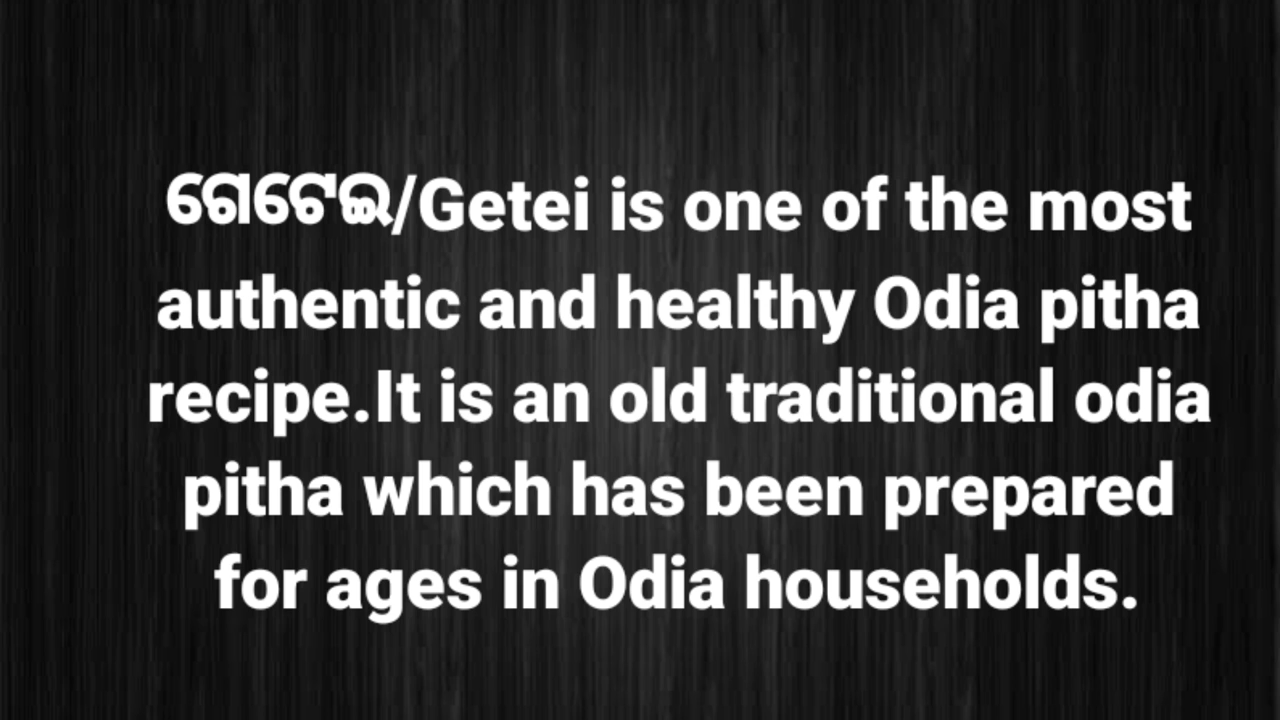 ଗେଟେଇ/Getei is one of the most
authentic and healthy Odia pitha
recipe.It is an old traditional odia
pitha which has been prepared
for ages in Odia households.